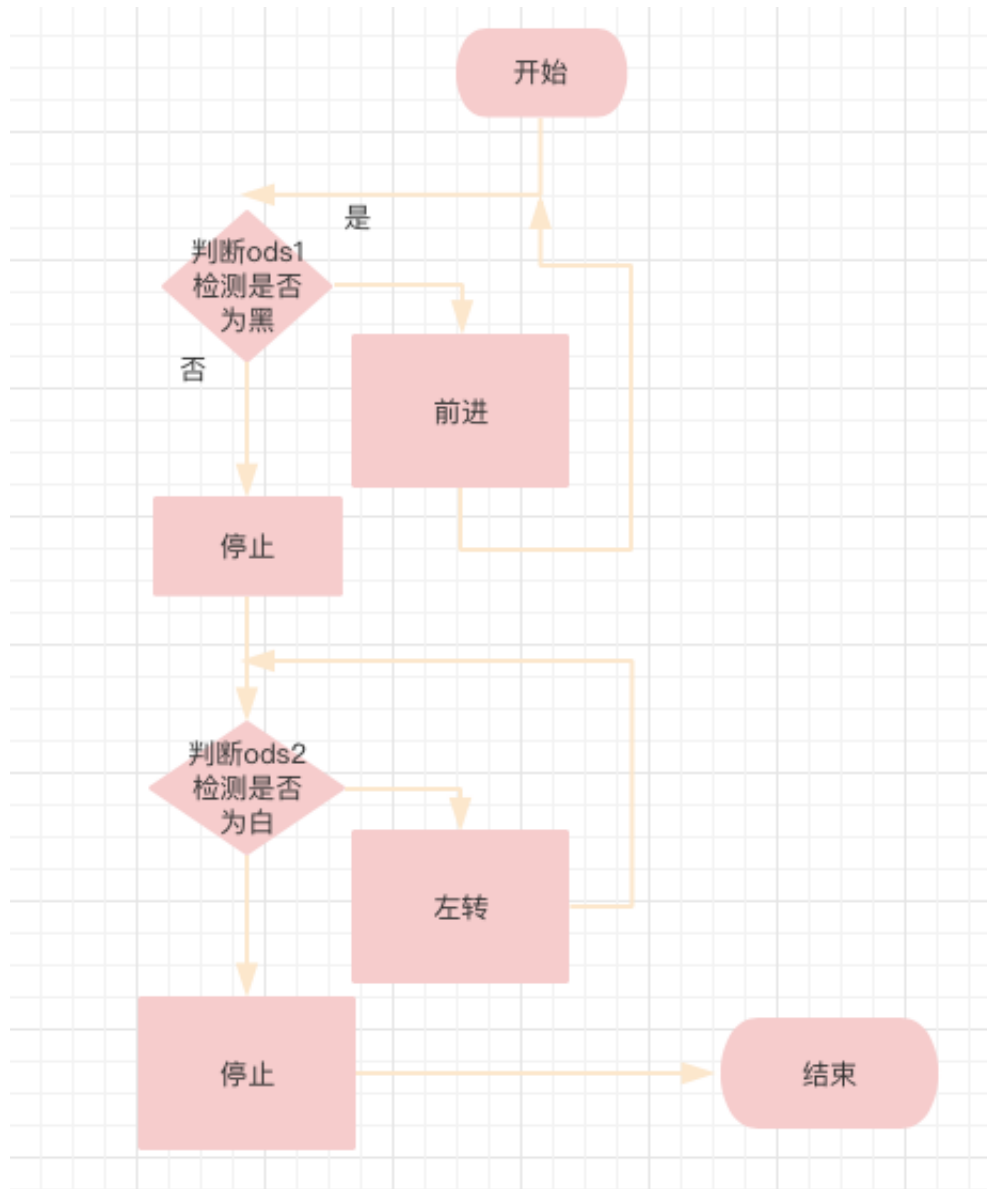 开始
是
判断ods1
检测是否
为黑
否
前进
停止
判断ods2
检测是否
为白
左转
停止
结束